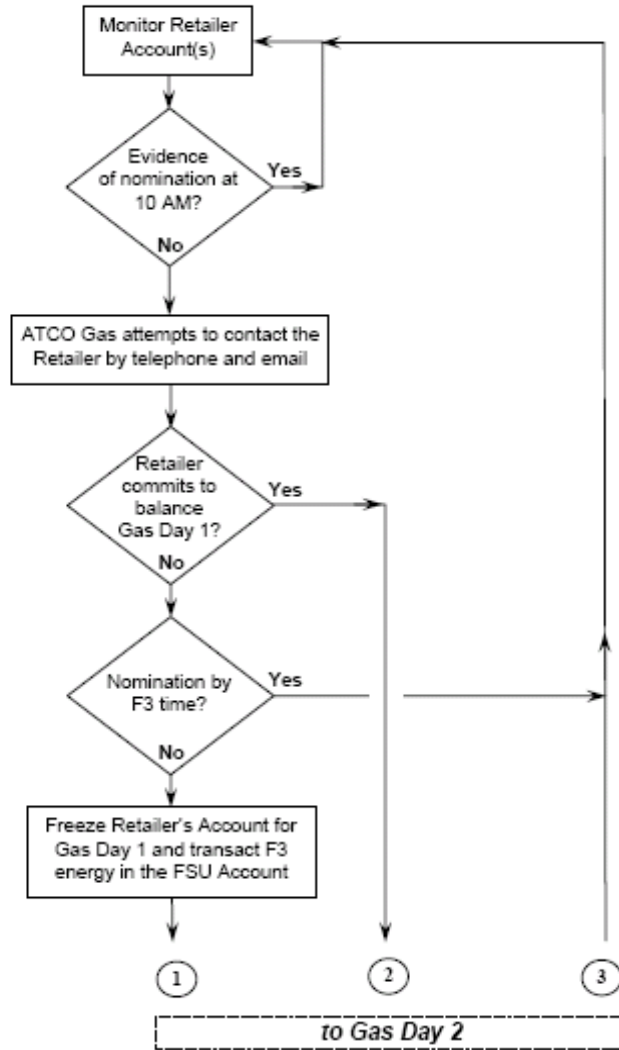 Monitor Retailer
Account(s)
Evidence
of nomination at
10 AM?
Yes
No
ATCO Gas attempts to contact the
Retailer by telephone and email
Retailer
commits to
balance
Gas Day 1?
Yes
No
Nomination by
F3 time?
Yes
No
Freeze Retailer's Account for
Gas Day 1 and transact F3
energy in the FSU Account
1
2
3
to Gas Day 2